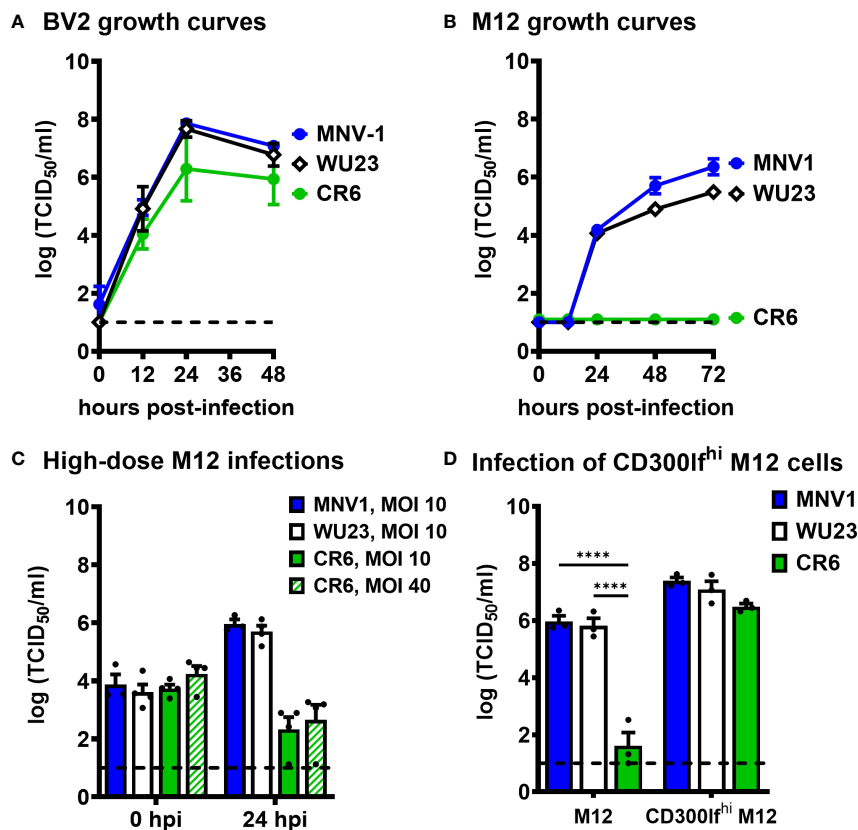 A BV2 growth curves
10
8
6
4
2
0
log (TCID50/ml)
0 12 24 36 48
hours post-infection
MNV-1
WU23
CR6
B M12 growth curves
10
8
6
4
2
0
log (TCID50/ml)
0 24 48 72
hours post-infection
MNV1
WU23
CR6
C High-dose M12 infections
10
8
6
4
2
0
log (TCID50/ml)
MNV1, MOI 10
WU23, MOI 10
CR6, MOI 10
CR6, MOI 40
0 hpi 24 hpi
D Infection of CD300lfhi M12 cells
10
8
6
4
2
0
log (TCID50/ml)
MNV1
WU23
CR6
****
****
M12 CD300lfhi M12